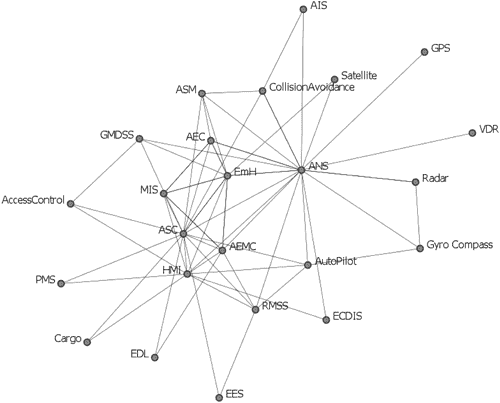 AIS
GPS
Satellite
ASM
CollisionAvoidance
AEC
GMDSS
VDR
ANS
EmH
Radar
MIS
AccessControl
ASC
AEMC
Gyro Compass
HMI
AutoPilot
PMS
RMSS
ECDIS
Cargo
EDL
EES